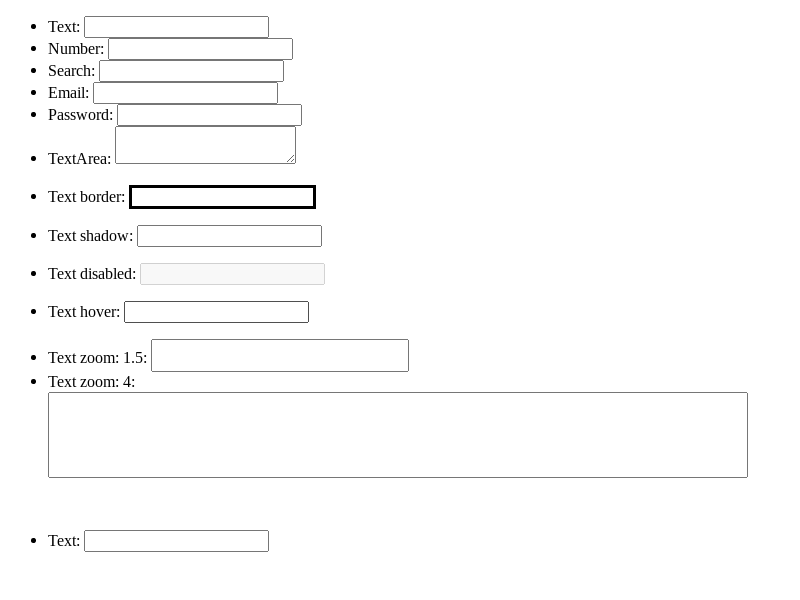 Text:
Number:
Search:
Email:
Password:
TextArea:
Text border:
Text shadow:
Text disabled:
Text hover:
Text zoom: 1.5:
Text zoom: 4:
Text: